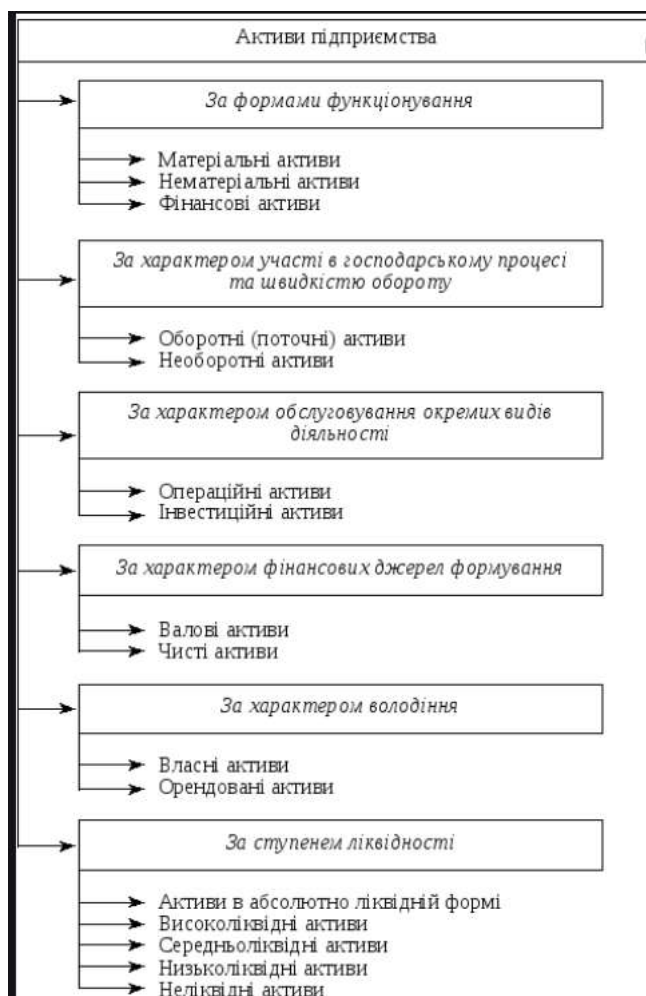 Активи підприємства
За формами функціонування
Матеріальні активи
Нематеріальні активи
Фінансові активи
За характером участі в господарському процесі
та швидкістю обороту
Оборотні (поточні) активи
Необоротні активи
За характером обслуговування окремих видів
діяльності
Операційні активи
Інвестиційні активи
За характером фінансових джерел формування
Валові активи
Чисті активи
За характером володіння
Власні активи
Орендовані активи
За ступенем ліквідності
Активи в абсолютно ліквідній формі
Високоліквідні активи
Середньоліквідні активи
Низьколіквідні активи
Неліквідні активи